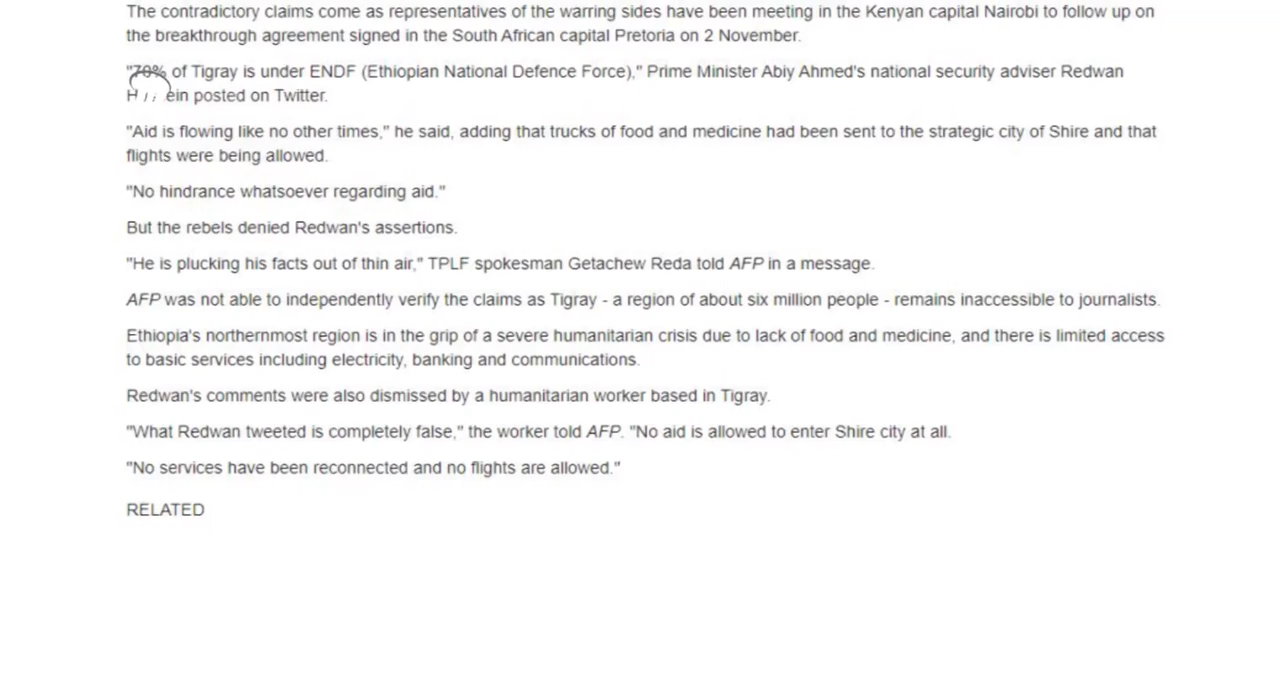 The contradictory claims come as representatives of the warring sides have been meeting in the Kenyan capital Nairobi to follow up on
the breakthrough agreement signed in the South African capital Pretoria on 2 November.
"70% of Tigray is under ENDF (Ethiopian National Defence Force)," Prime Minister Abiy Ahmed's national security adviser Redwan
posted on Twitter.
"Aid is flowing like no other times," he said, adding that trucks of food and medicine had been sent to the strategic city of Shire and that
flights were being allowed.
"No hindrance whatsoever regarding aid."
But the rebels denied Redwan's assertions.
"He is plucking his facts out of thin air," TPLF spokesman Getachew Reda told AFP in a message.
AFP was not able to independently verify the claims as Tigray - a region of about six million people - remains inaccessible to journalists.
Ethiopia's northernmost region is in the grip of a severe humanitarian crisis due to lack of food and medicine, and there is limited access
to basic services including electricity, banking and communications.
Redwan's comments were also dismissed by a humanitarian worker based in Tigray.
"What Redwan tweeted is completely false," the worker told AFP. "No aid is allowed to enter Shire city at all.
"No services have been reconnected and no flights are allowed."
RELATED